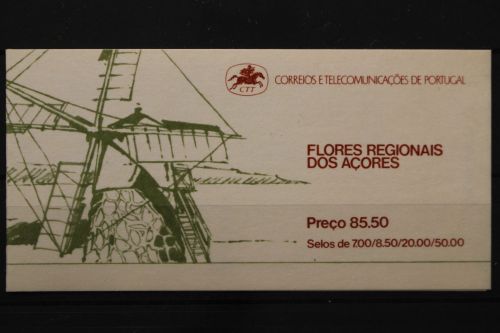 CTT
CORREIOS E TELECOMUNICAÇÕES DE PORTUGAL
FLORES REGIONAIS
DOS AÇORES
Preço 85.50
Selos de 7.00/8.50/20.00/50.00